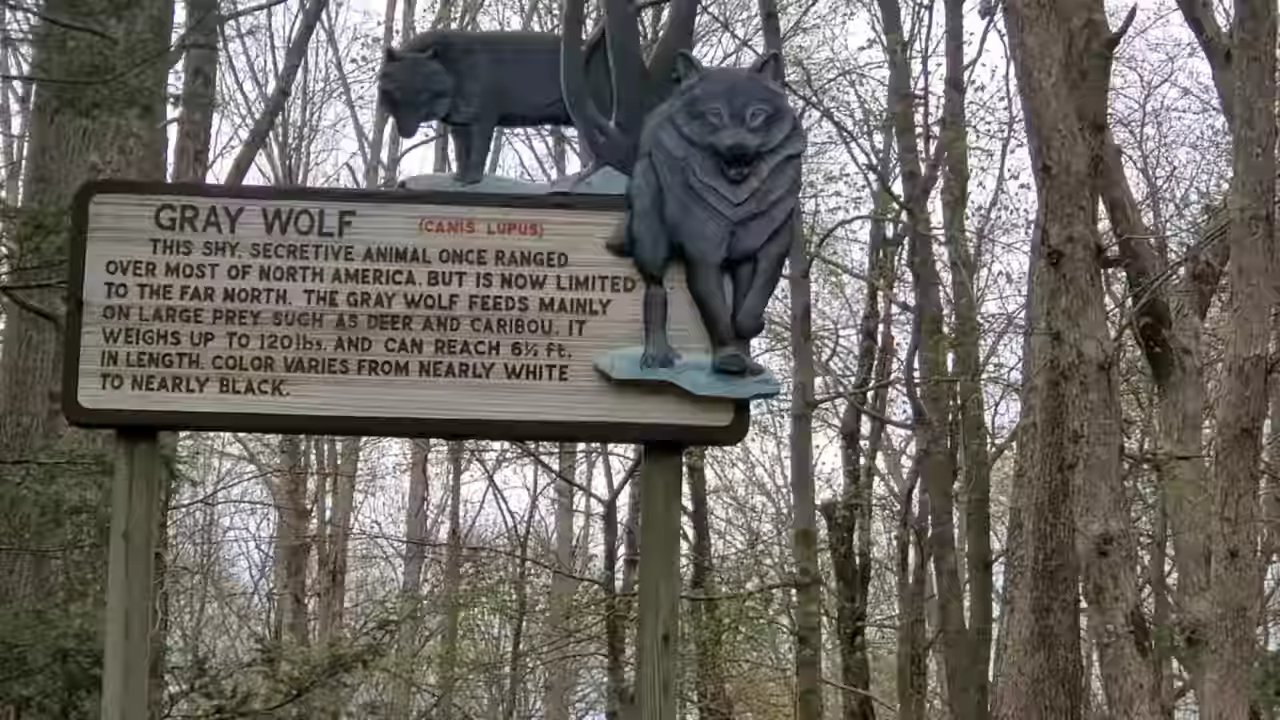 GRAY WOLF (CANIS LUPUS)
THIS SHY, SECRETIVE ANIMAL ONCE RANGED
OVER MOST OF NORTH AMERICA, BUT IS NOW LIMITED
TO THE FAR NORTH. THE GRAY WOLF FEEDS MAINLY
ON LARGE PREY SUCH AS DEER AND CARIBOU. IT
WEIGHS UP TO 120 lbs. AND CAN REACH 6½ ft.
IN LENGTH. COLOR VARIES FROM NEARLY WHITE
TO NEARLY BLACK.